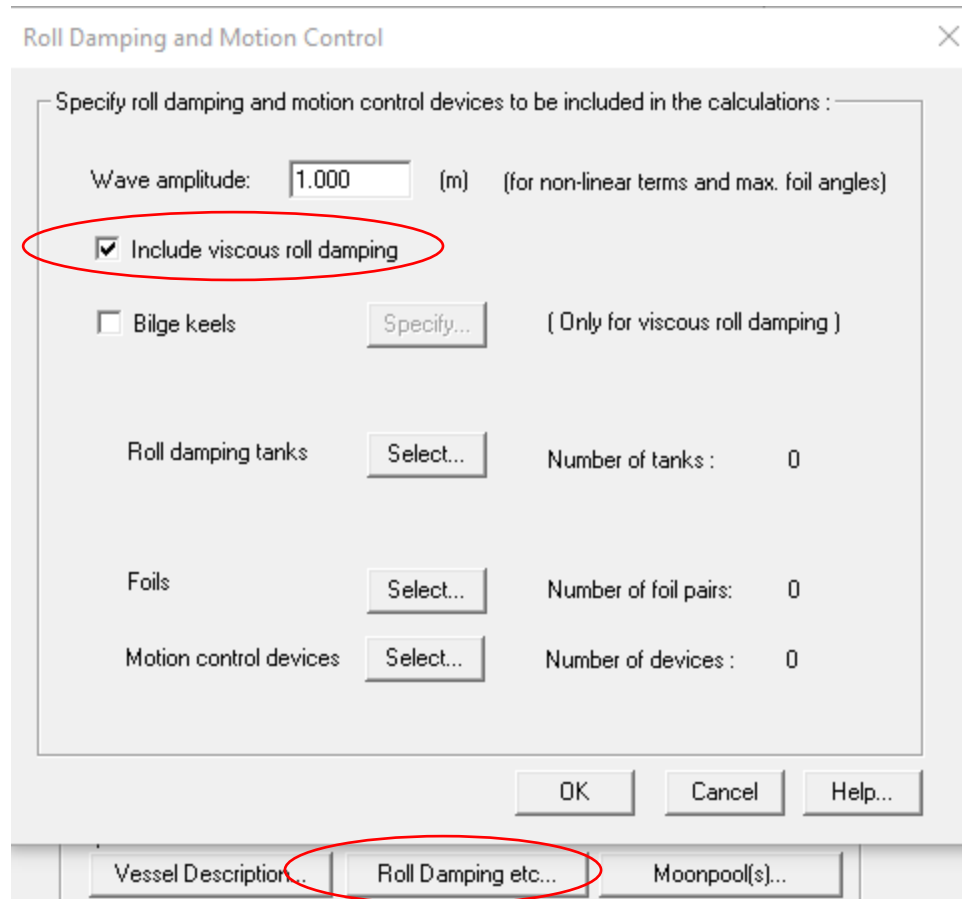 Roll Damping and Motion Control
Specify roll damping and motion control devices to be included in the calculations :
Wave amplitude: 1.000 (m) (for non-linear terms and max. foil angles)
Include viscous roll damping
Bilge keels Specify... ( Only for viscous roll damping )
Roll damping tanks Select... Number of tanks : 0
Foils Select... Number of foil pairs: 0
Motion control devices Select... Number of devices : 0
OK Cancel Help...
Vessel Description... Roll Damping etc... Moonpool(s)...